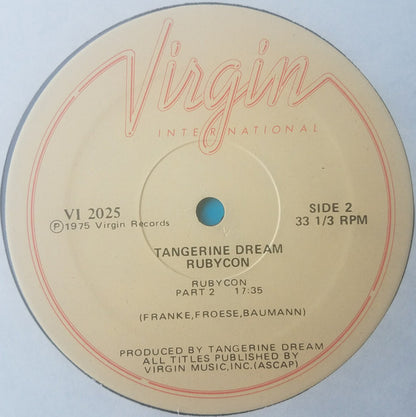 Virgin
INTERNATIONAL
VI 2025 SIDE 2
℗1975 Virgin Records 33 1/3 RPM
TANGERINE DREAM
RUBYCON
RUBYCON
PART 2 17:35
(FRANKE,FROESE,BAUMANN)
PRODUCED BY TANGERINE DREAM
ALL TITLES PUBLISHED BY
VIRGIN MUSIC,INC.(ASCAP)